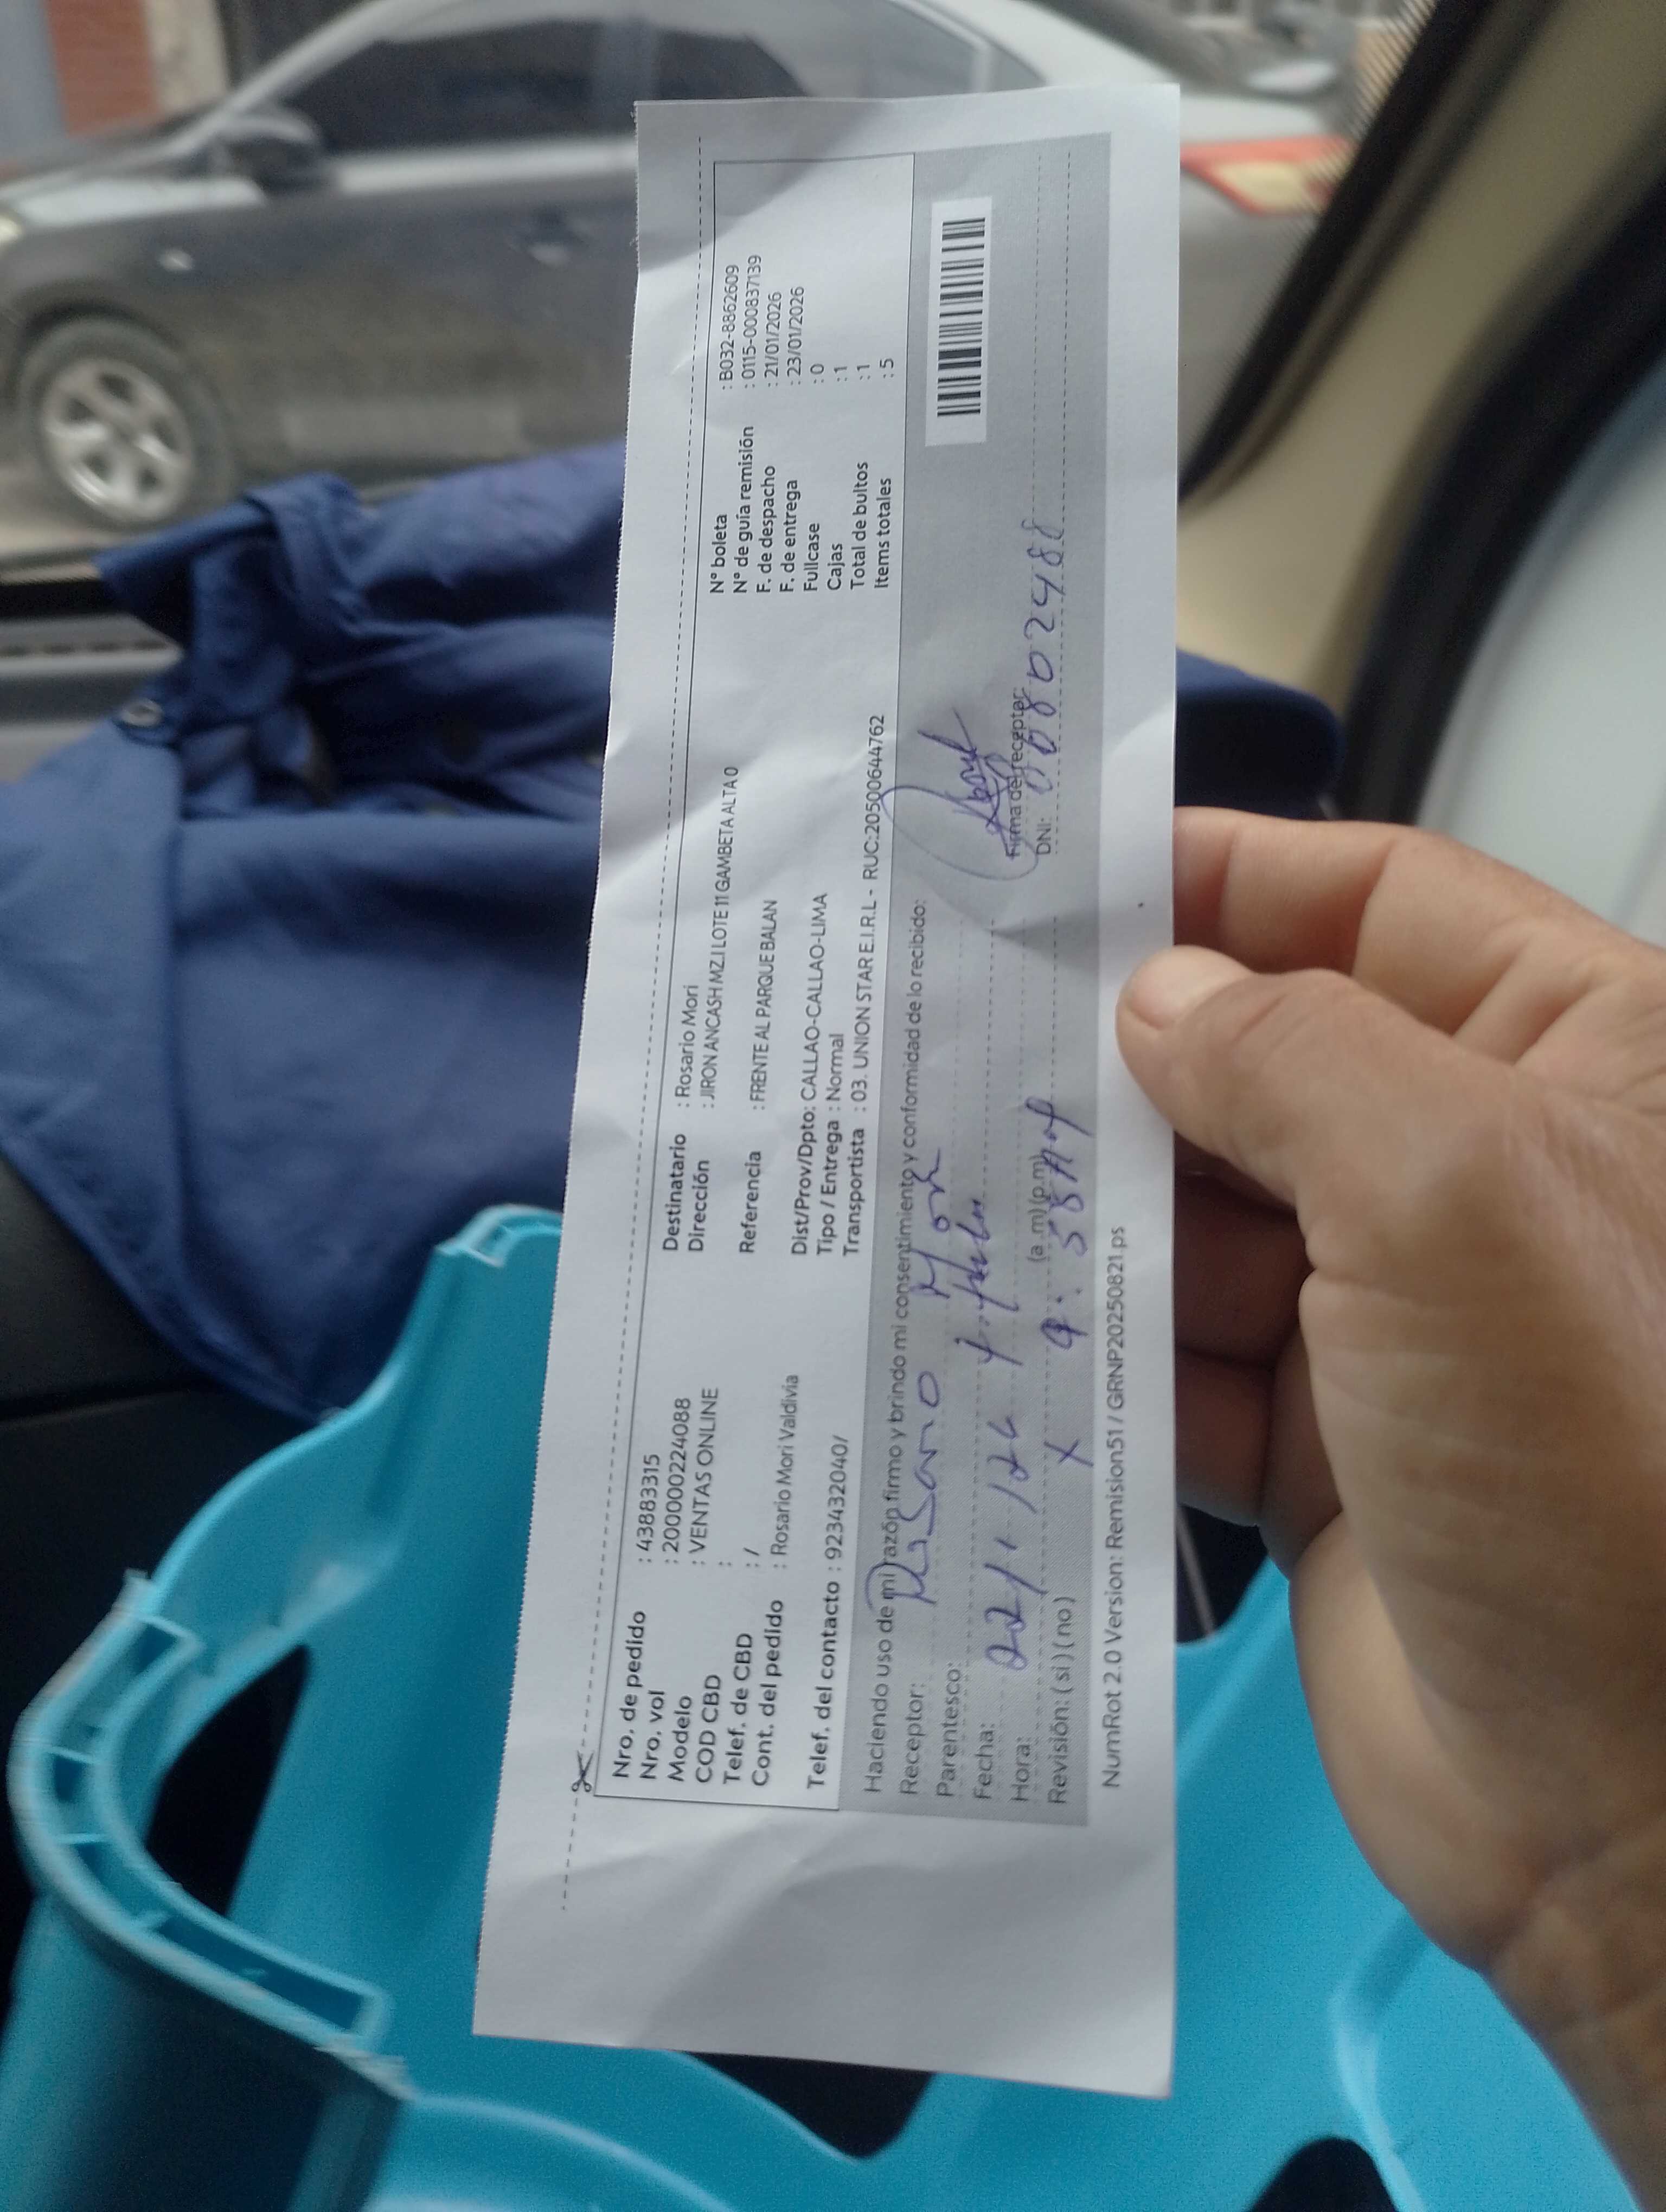 Nro. de pedido : 43883315
Nro. vol : 200000224088
Modelo : VENTAS ONLINE
COD CBD :
Telef. de CBD : /
Cont. del pedido : Rosario Mori Valdivia
Telef. del contacto : 923432040/
Destinatario : Rosario Mori
Dirección : JIRON ANCASH MZ.I LOTE 11 GAMBETA ALTA 0
Referencia : FRENTE AL PARQUE BALAN
Dist/Prov/Dpto: CALLAO-CALLAO-LIMA
Tipo / Entrega : Normal
Transportista : 03. UNION STAR E.I.R.L - RUC:20500644762
N° boleta : B032-8862609
N° de guía remisión : 0115-000837139
F. de despacho : 21/01/2026
F. de entrega : 23/01/2026
Fullcase : 0
Cajas : 1
Total de bultos : 1
Items totales : 5
Haciendo uso de mi razón firmo y brindo mi consentimiento y conformidad de lo recibido:
Receptor: Rosario Mori
Parentesco:
Fecha: 22/1/26
Hora: 9:55 (a.m)(p.m)
Revisión: (si) (no) X
Firma del receptor
DNI: 08802488
NumRot 2.0 Version: Remision51 / GRNP20250821.ps